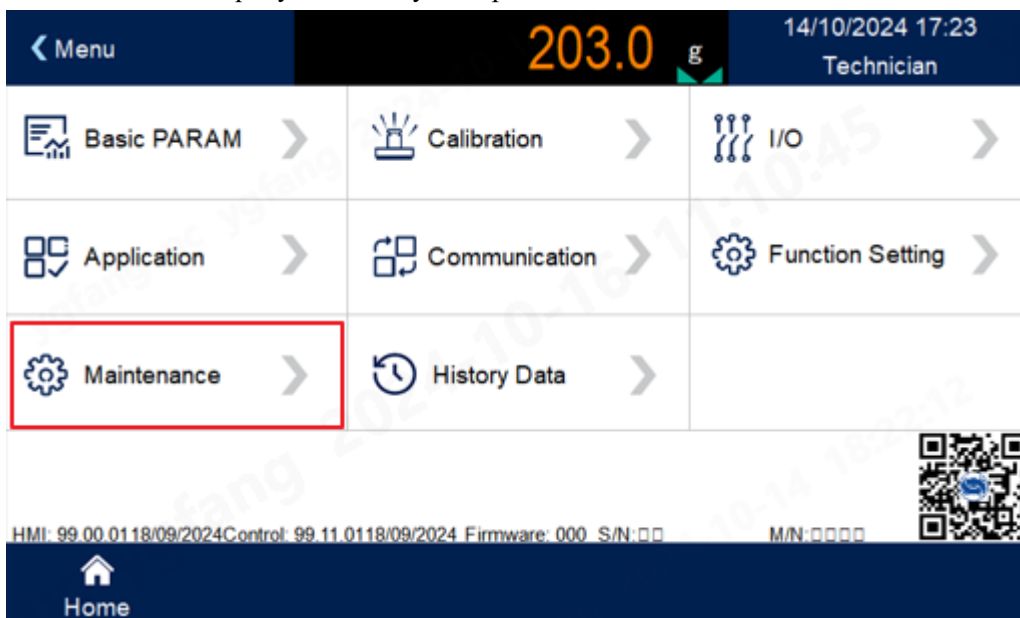 Menu
203.0 g
14/10/2024 17:23
Technician
Basic PARAM
Calibration
I/O
Application
Communication
Function Setting
Maintenance
History Data
HMI: 99.00.0118/09/2024Control: 99.11.0118/09/2024 Firmware: 000 S/N:□□ M/N:□□□□
Home